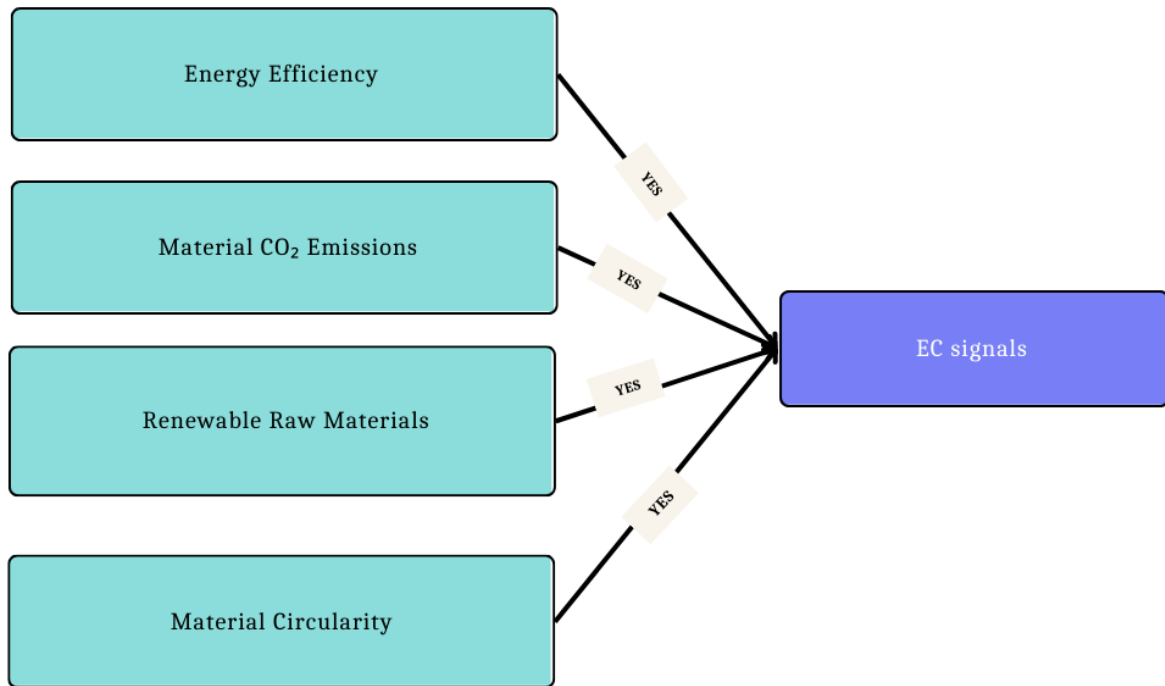 Energy Efficiency
YES
Material CO₂ Emissions
YES
EC signals
Renewable Raw Materials
YES
Material Circularity
YES